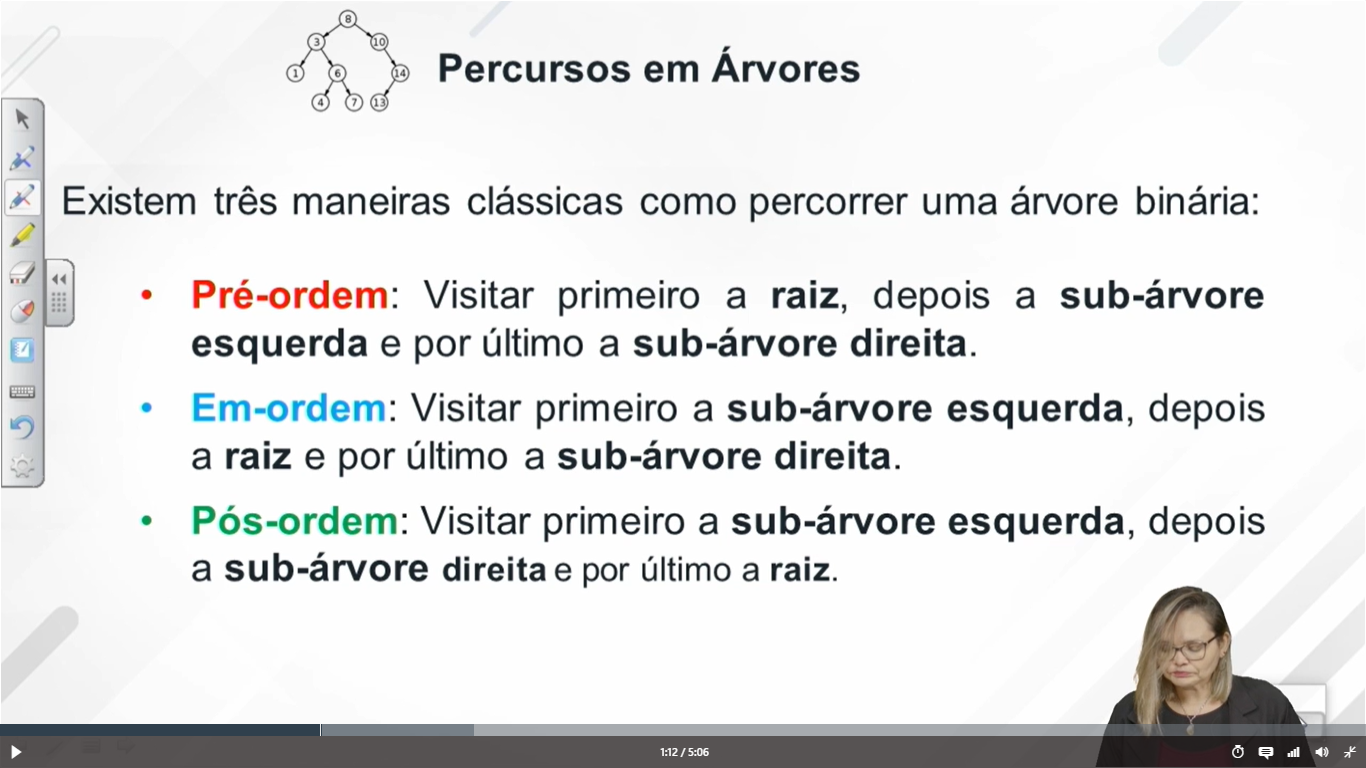 8
3 10
1 6 14
4 7 13
Percursos em Árvores
Existem três maneiras clássicas como percorrer uma árvore binária:
• Pré-ordem: Visitar primeiro a raiz, depois a sub-árvore
esquerda e por último a sub-árvore direita.
• Em-ordem: Visitar primeiro a sub-árvore esquerda, depois
a raiz e por último a sub-árvore direita.
• Pós-ordem: Visitar primeiro a sub-árvore esquerda, depois
a sub-árvore direita e por último a raiz.
1:12 / 5:06